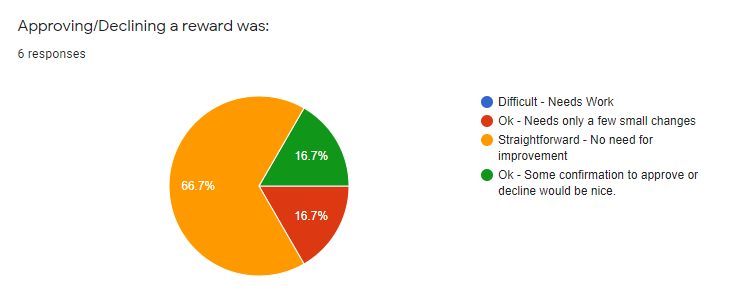 Approving/Declining a reward was:
6 responses
16.7%
66.7%
16.7%
Difficult - Needs Work
Ok - Needs only a few small changes
Straightforward - No need for
improvement
Ok - Some confirmation to approve or
decline would be nice.